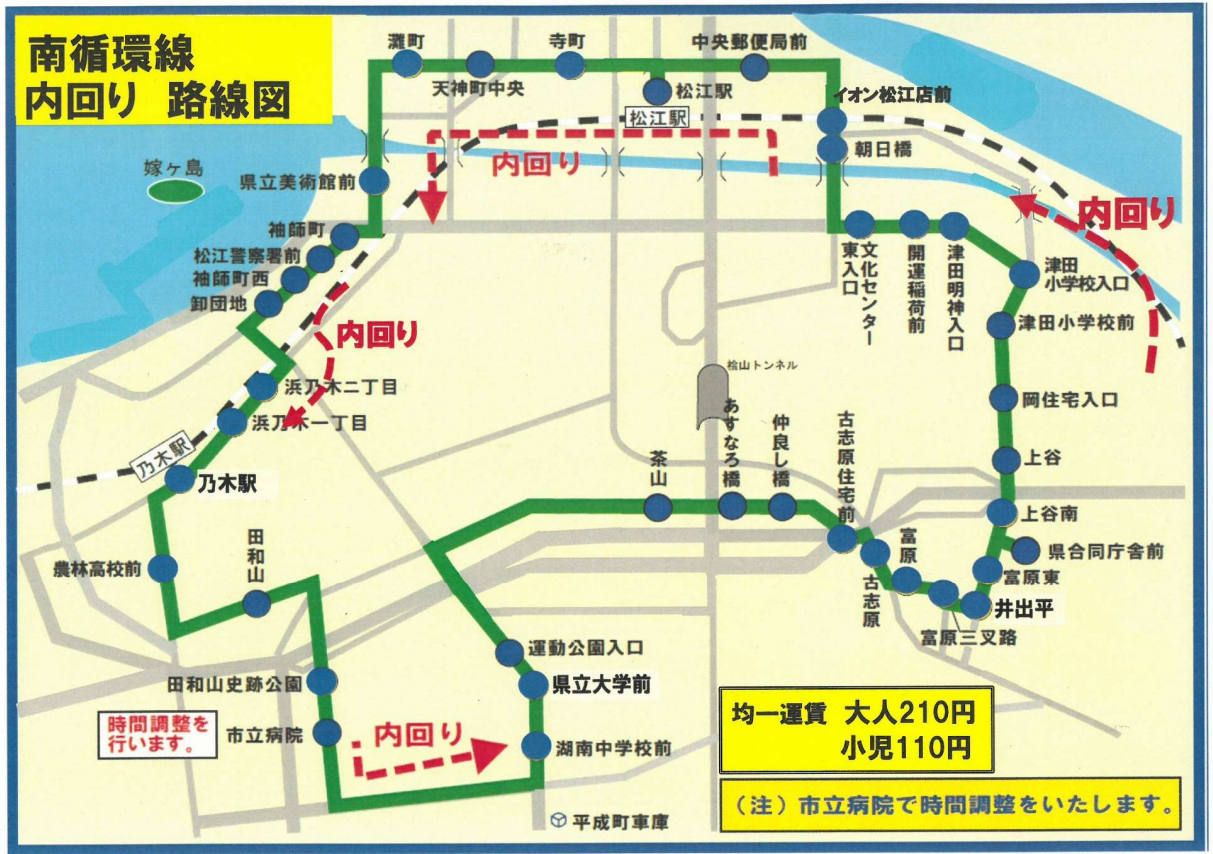 南循環線
内回り 路線図
灘町
天神町中央
寺町
松江駅
中央郵便局前
イオン松江店前
松江駅
朝日橋
内回り
嫁ヶ島
県立美術館前
袖師町
松江警察署前
袖師町西
卸団地
内回り
浜乃木二丁目
浜乃木一丁目
乃木駅
乃木駅
農林高校前
田和山
田和山史跡公園
市立病院
時間調整を
行います。
内回り
湖南中学校前
県立大学前
運動公園入口
茶山
あすなろ橋
仲良し橋
桧山トンネル
古志原住宅前
古志原
富原
富原三叉路
井出平
富原東
県合同庁舎前
上谷南
上谷
岡住宅入口
津田小学校前
津田
小学校入口
津田明神入口
開運稲荷前
文化センター
東入口
内回り
均一運賃 大人210円
小児110円
(注)市立病院で時間調整をいたします。
平成町車庫